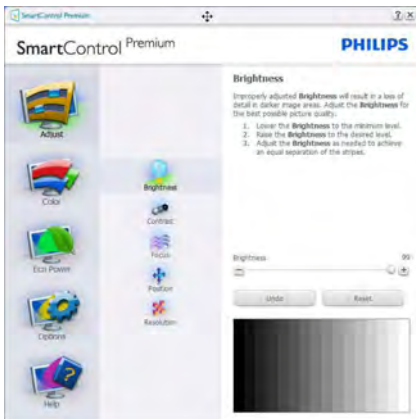 SmartControl Premium
SmartControl Premium
PHILIPS
Adjust
Color
Eco Power
Options
Help
Brightness
Contrast
Focus
Position
Resolution
Brightness
Improperly adjusted Brightness will result in a loss of
detail in darker image areas. Adjust the Brightness for
the best possible picture quality:
1. Lower the Brightness to the minimum level.
2. Raise the Brightness to the desired level.
3. Adjust the Brightness as needed to achieve
an equal separation of the stripes.
Brightness 99
Undo Reset